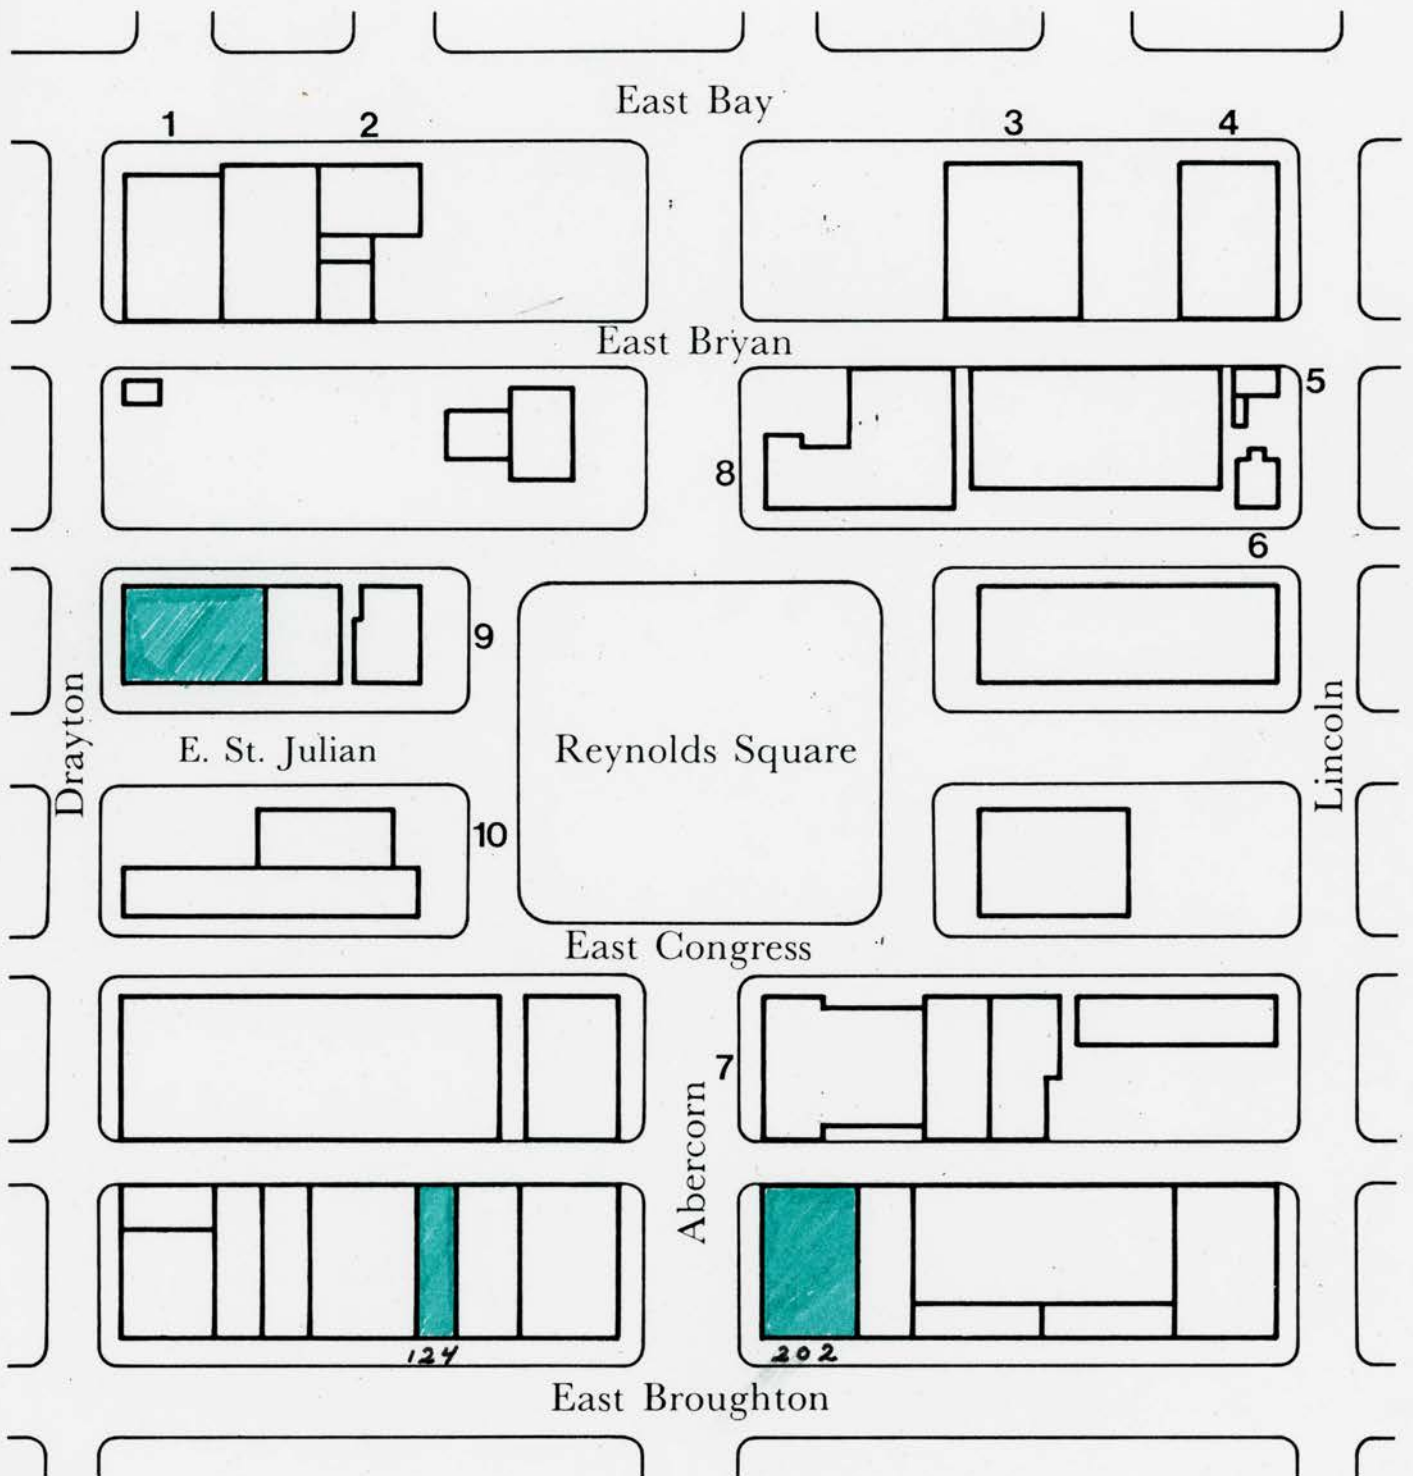 East Bay
1
2
3
4
East Bryan
5
8
6
9
Drayton
E. St. Julian
Reynolds Square
Lincoln
10
East Congress
7
Abercorn
124
202
East Broughton